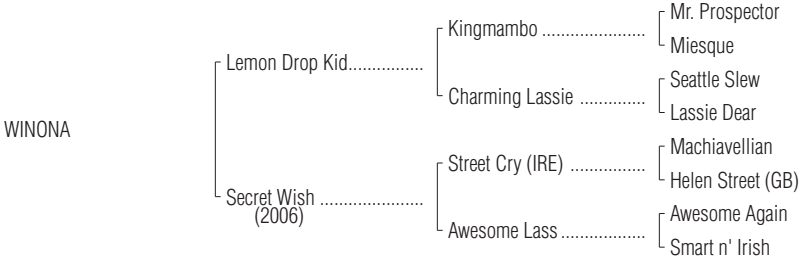 Mr. Prospector
Kingmambo ......................
Miesque
Lemon Drop Kid................
Seattle Slew
Charming Lassie ..............
Lassie Dear
WINONA
Machiavellian
Street Cry (IRE) ................
Helen Street (GB)
Secret Wish ......................
(2006)
Awesome Again
Awesome Lass ..................
Smart n' Irish